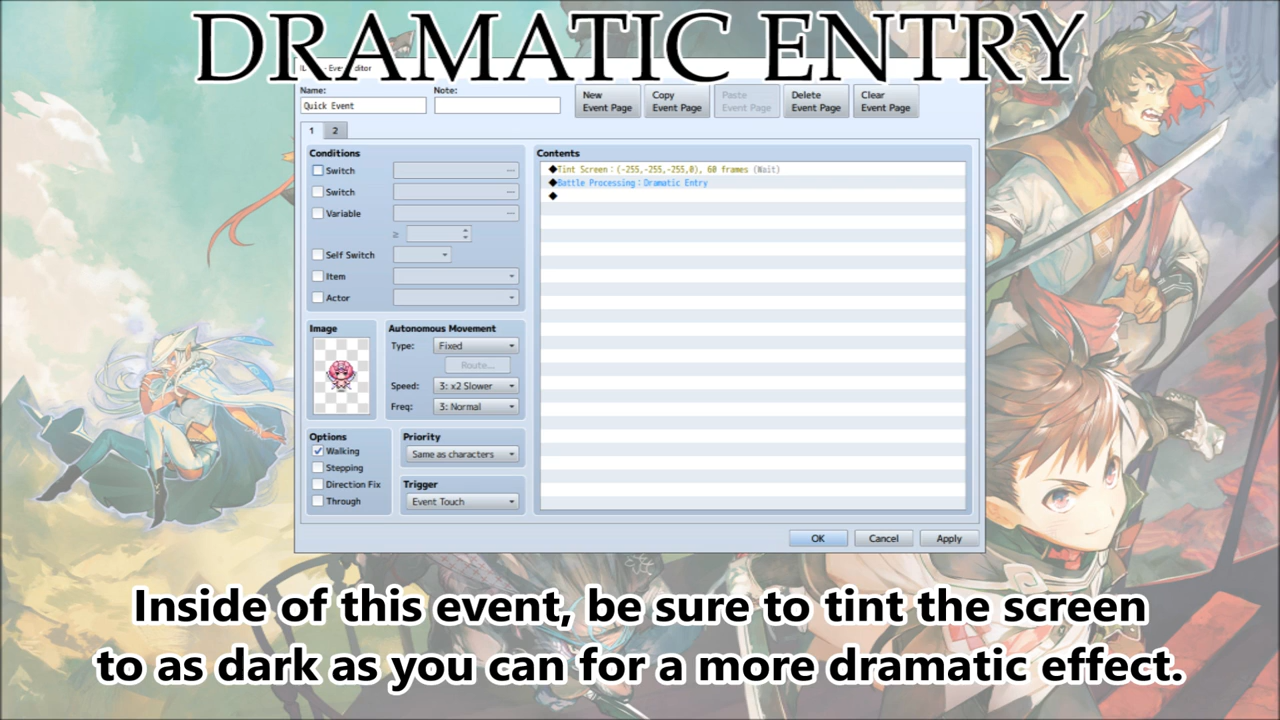 DRAMATIC ENTRY
Name:
Note:
Quick Event
New
Event Page
Copy
Event Page
Paste
Event Page
Delete
Event Page
Clear
Event Page
1 2
Conditions
Switch ...
Switch ...
Variable ...
≥
Self Switch
Item
Actor
Image
Autonomous Movement
Type: Fixed
Route...
Speed: 3: x2 Slower
Freq: 3: Normal
Options
Walking
Stepping
Direction Fix
Through
Priority
Same as characters
Trigger
Event Touch
Contents
◆Tint Screen : (-255,-255,-255,0), 60 frames (Wait)
◆Battle Processing : Dramatic Entry
◆
OK
Cancel
Apply
Inside of this event, be sure to tint the screen
to as dark as you can for a more dramatic effect.